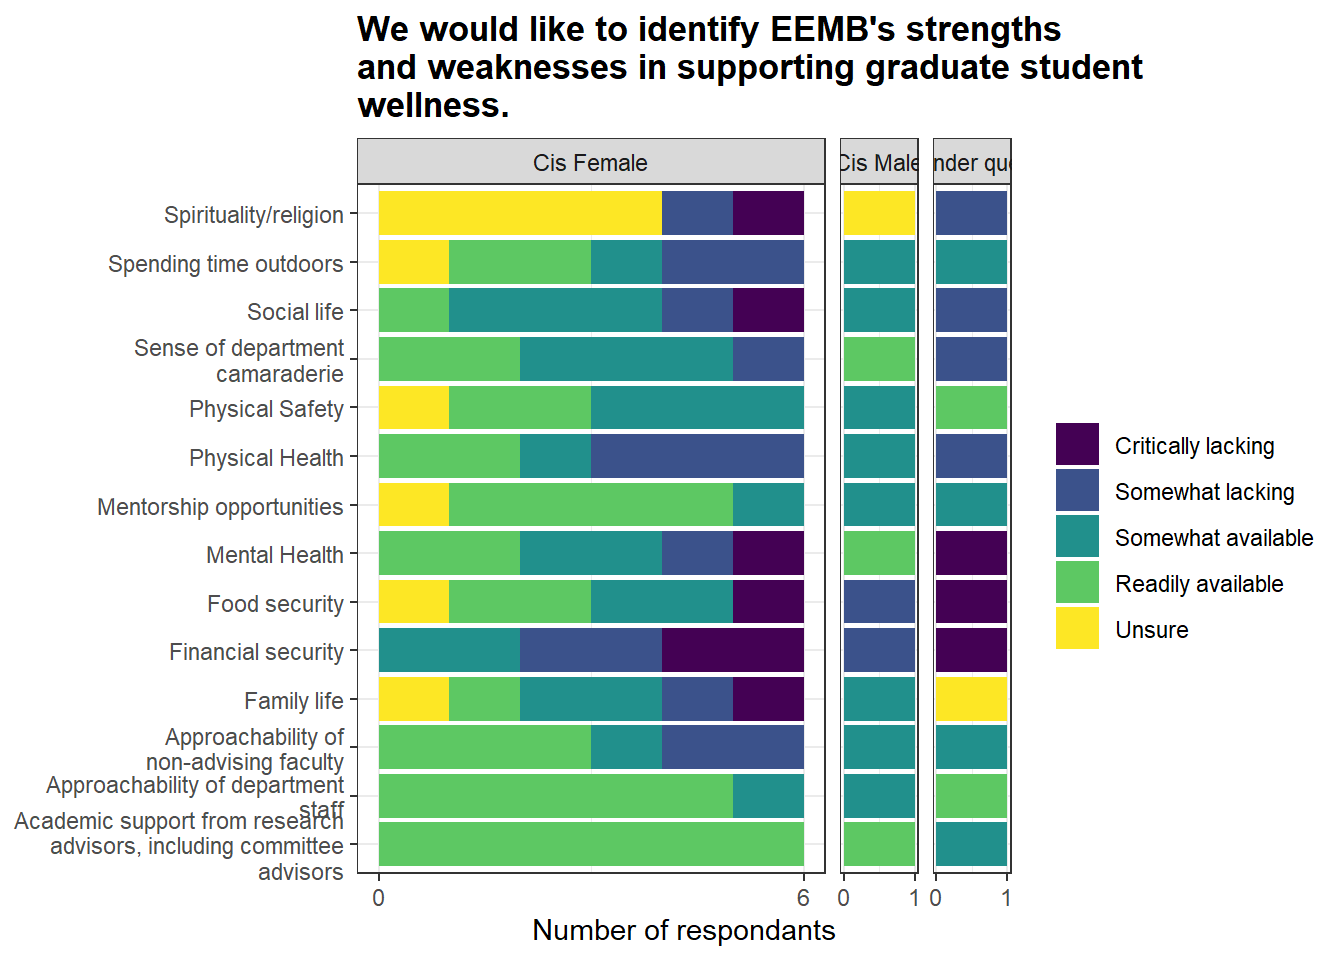 We would like to identify EEMB's strengths
and weaknesses in supporting graduate student
wellness.
Cis Female
Cis Male
nder que
Spirituality/religion
Spending time outdoors
Social life
Sense of department
camaraderie
Physical Safety
Physical Health
Mentorship opportunities
Mental Health
Food security
Financial security
Family life
Approachability of
non-advising faculty
Approachability of department
staff
Academic support from research
advisors, including committee
advisors
0
6
0
1
0
1
Number of respondants
Critically lacking
Somewhat lacking
Somewhat available
Readily available
Unsure